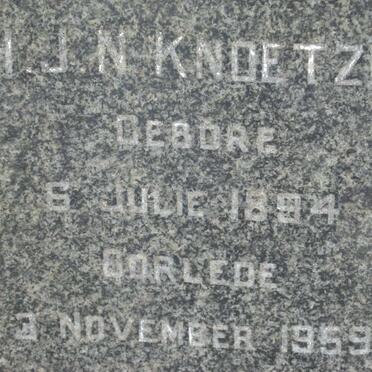 I.J.N KNOETZ
GEBORE
6 JULIE 1894
OORLEDE
3 NOVEMBER 1959